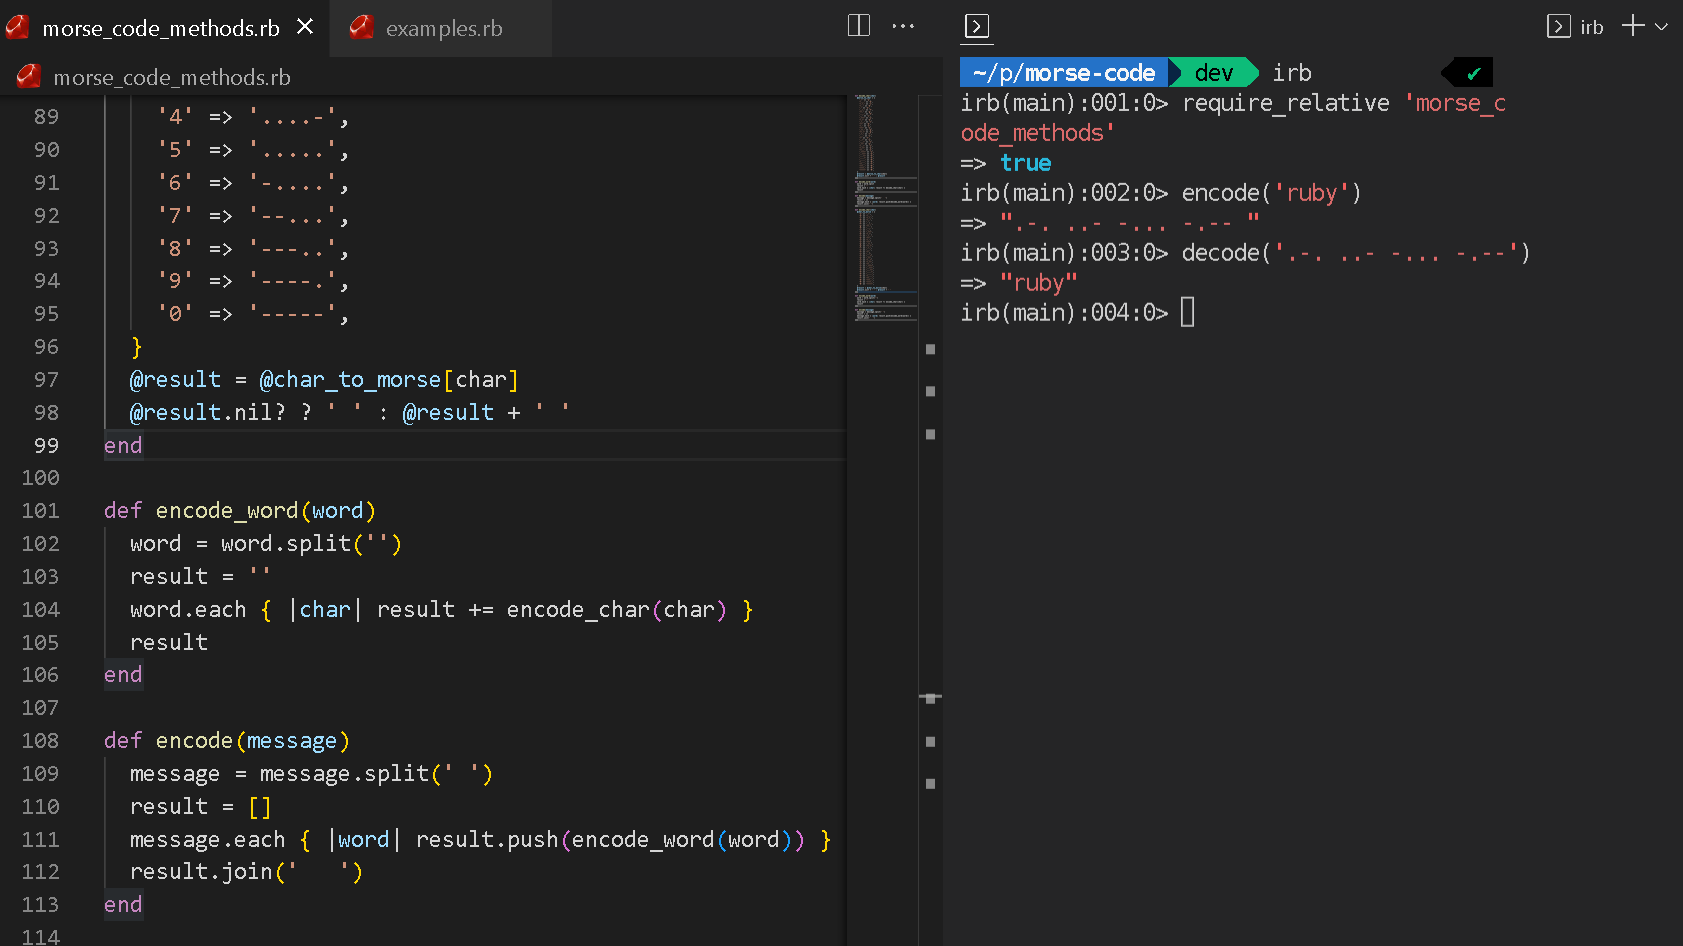 morse_code_methods.rb
examples.rb
morse_code_methods.rb
89 '4' => '....-',
90 '5' => '.....',
91 '6' => '-....',
92 '7' => '--...',
93 '8' => '---..',
94 '9' => '----.',
95 '0' => '-----',
96 }
97 @result = @char_to_morse[char]
98 @result.nil? ? ' ' : @result + ' '
99 end
100
101 def encode_word(word)
102 word = word.split('')
103 result = ''
104 word.each { |char| result += encode_char(char) }
105 result
106 end
107
108 def encode(message)
109 message = message.split(' ')
110 result = []
111 message.each { |word| result.push(encode_word(word)) }
112 result.join('   ')
113 end
114
irb
~/p/morse-code dev irb ✔
irb(main):001:0> require_relative 'morse_c
ode_methods'
=> true
irb(main):002:0> encode('ruby')
=> ".-. ..- -... -.-- "
irb(main):003:0> decode('.-. ..- -... -.--')
=> "ruby"
irb(main):004:0>